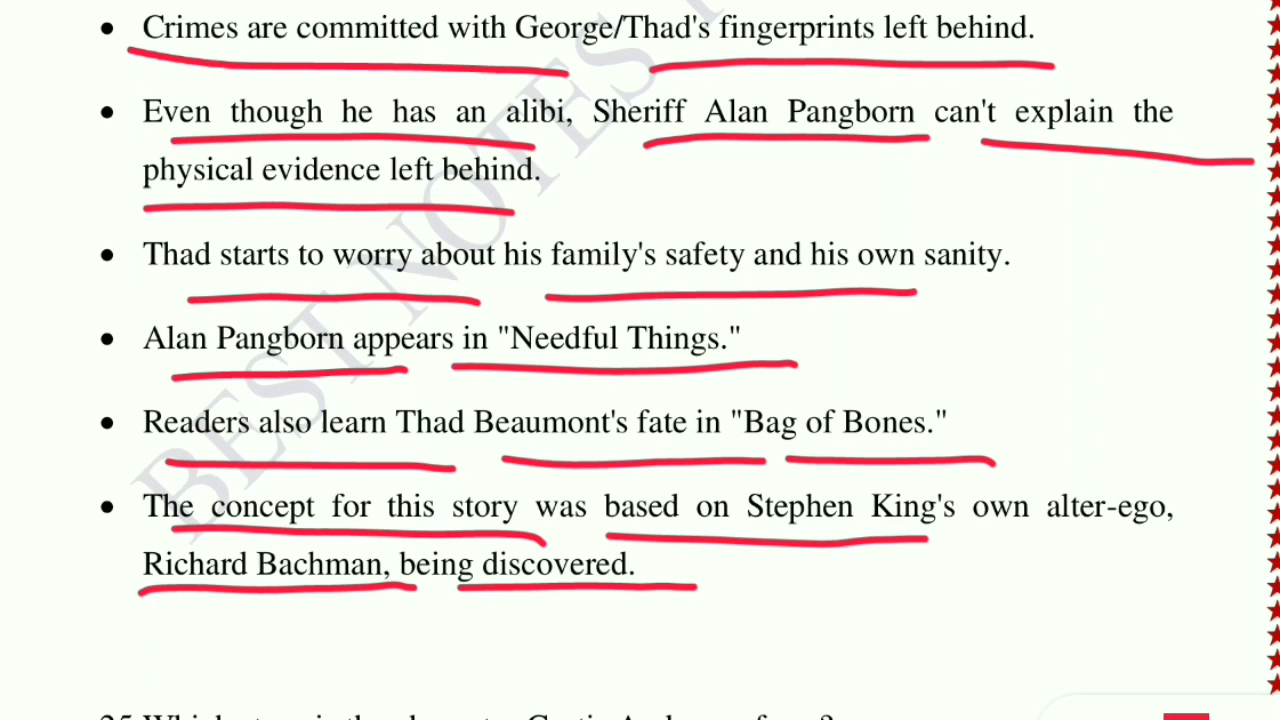 • Crimes are committed with George/Thad's fingerprints left behind.
• Even though he has an alibi, Sheriff Alan Pangborn can't explain the
physical evidence left behind.
• Thad starts to worry about his family's safety and his own sanity.
• Alan Pangborn appears in "Needful Things."
• Readers also learn Thad Beaumont's fate in "Bag of Bones."
• The concept for this story was based on Stephen King's own alter-ego,
Richard Bachman, being discovered.
BEST NOTES